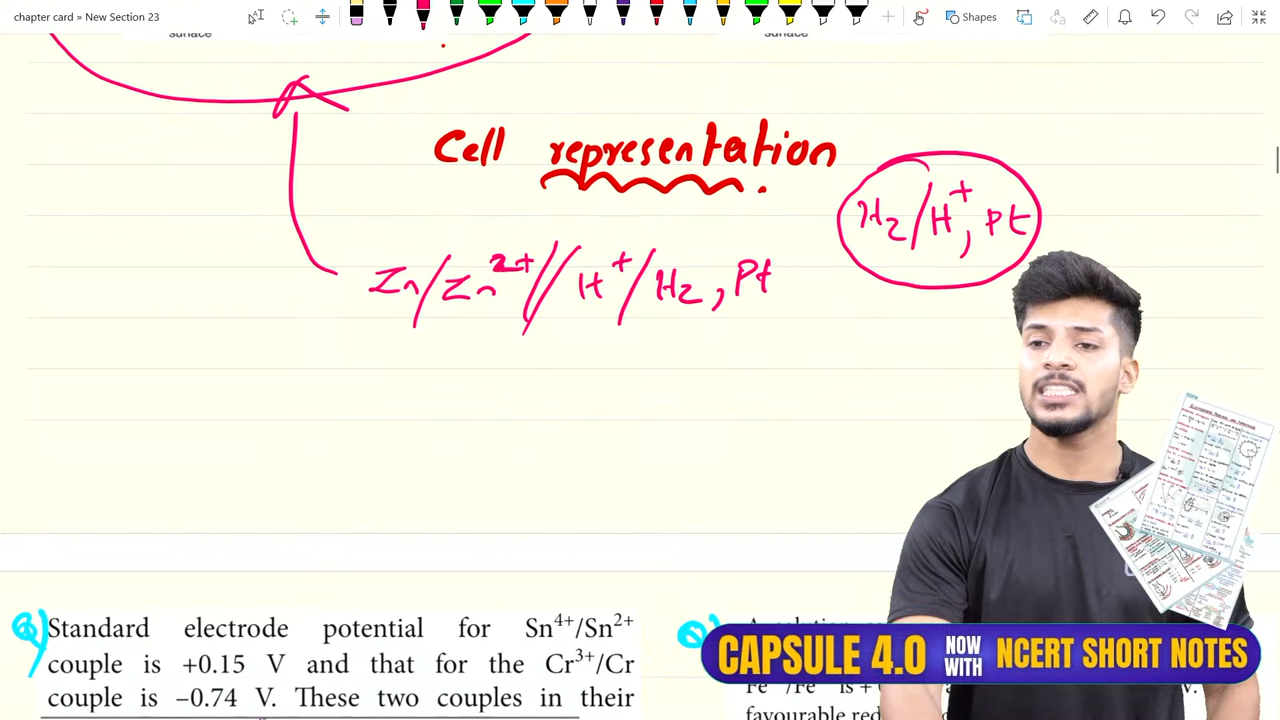 chapter card » New Section 23
Shapes
surface
surface
Cell representation
H2/H+, Pt
Zn/Zn2+//H+/H2, Pt
Q) Standard electrode potential for Sn4+/Sn2+
couple is +0.15 V and that for the Cr3+/Cr
couple is –0.74 V. These two couples in their
Q)
CAPSULE 4.0 NOW WITH NCERT SHORT NOTES
V.
favourable red